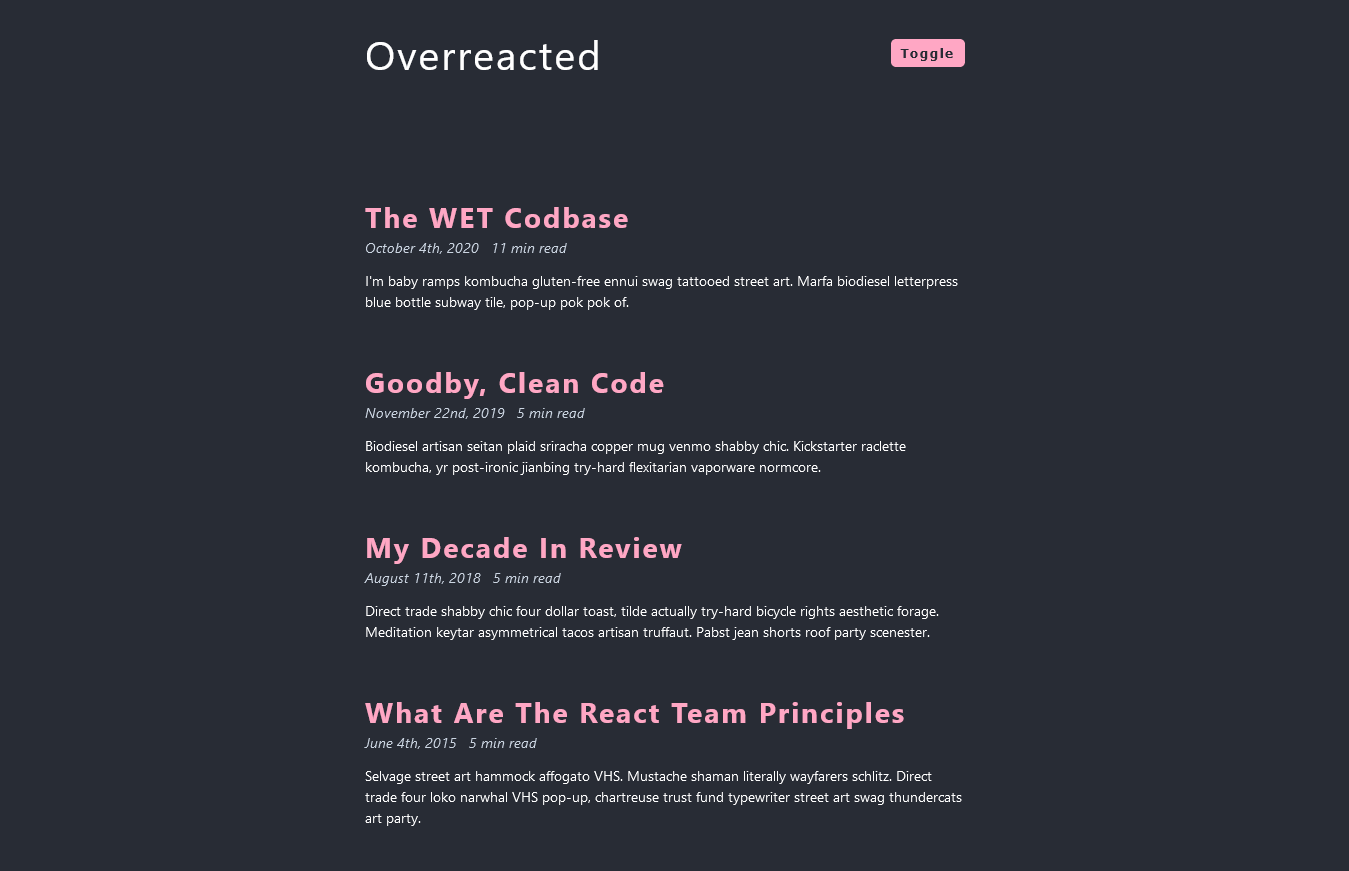 Overreacted
Toggle
The WET Codbase
October 4th, 2020 11 min read
I'm baby ramps kombucha gluten-free ennui swag tattooed street art. Marfa biodiesel letterpress
blue bottle subway tile, pop-up pok pok of.
Goodby, Clean Code
November 22nd, 2019 5 min read
Biodiesel artisan seitan plaid sriracha copper mug venmo shabby chic. Kickstarter raclette
kombucha, yr post-ironic jianbing try-hard flexitarian vaporware normcore.
My Decade In Review
August 11th, 2018 5 min read
Direct trade shabby chic four dollar toast, tilde actually try-hard bicycle rights aesthetic forage.
Meditation keytar asymmetrical tacos artisan truffaut. Pabst jean shorts roof party scenester.
What Are The React Team Principles
June 4th, 2015 5 min read
Selvage street art hammock affogato VHS. Mustache shaman literally wayfarers schlitz. Direct
trade four loko narwhal VHS pop-up, chartreuse trust fund typewriter street art swag thundercats
art party.